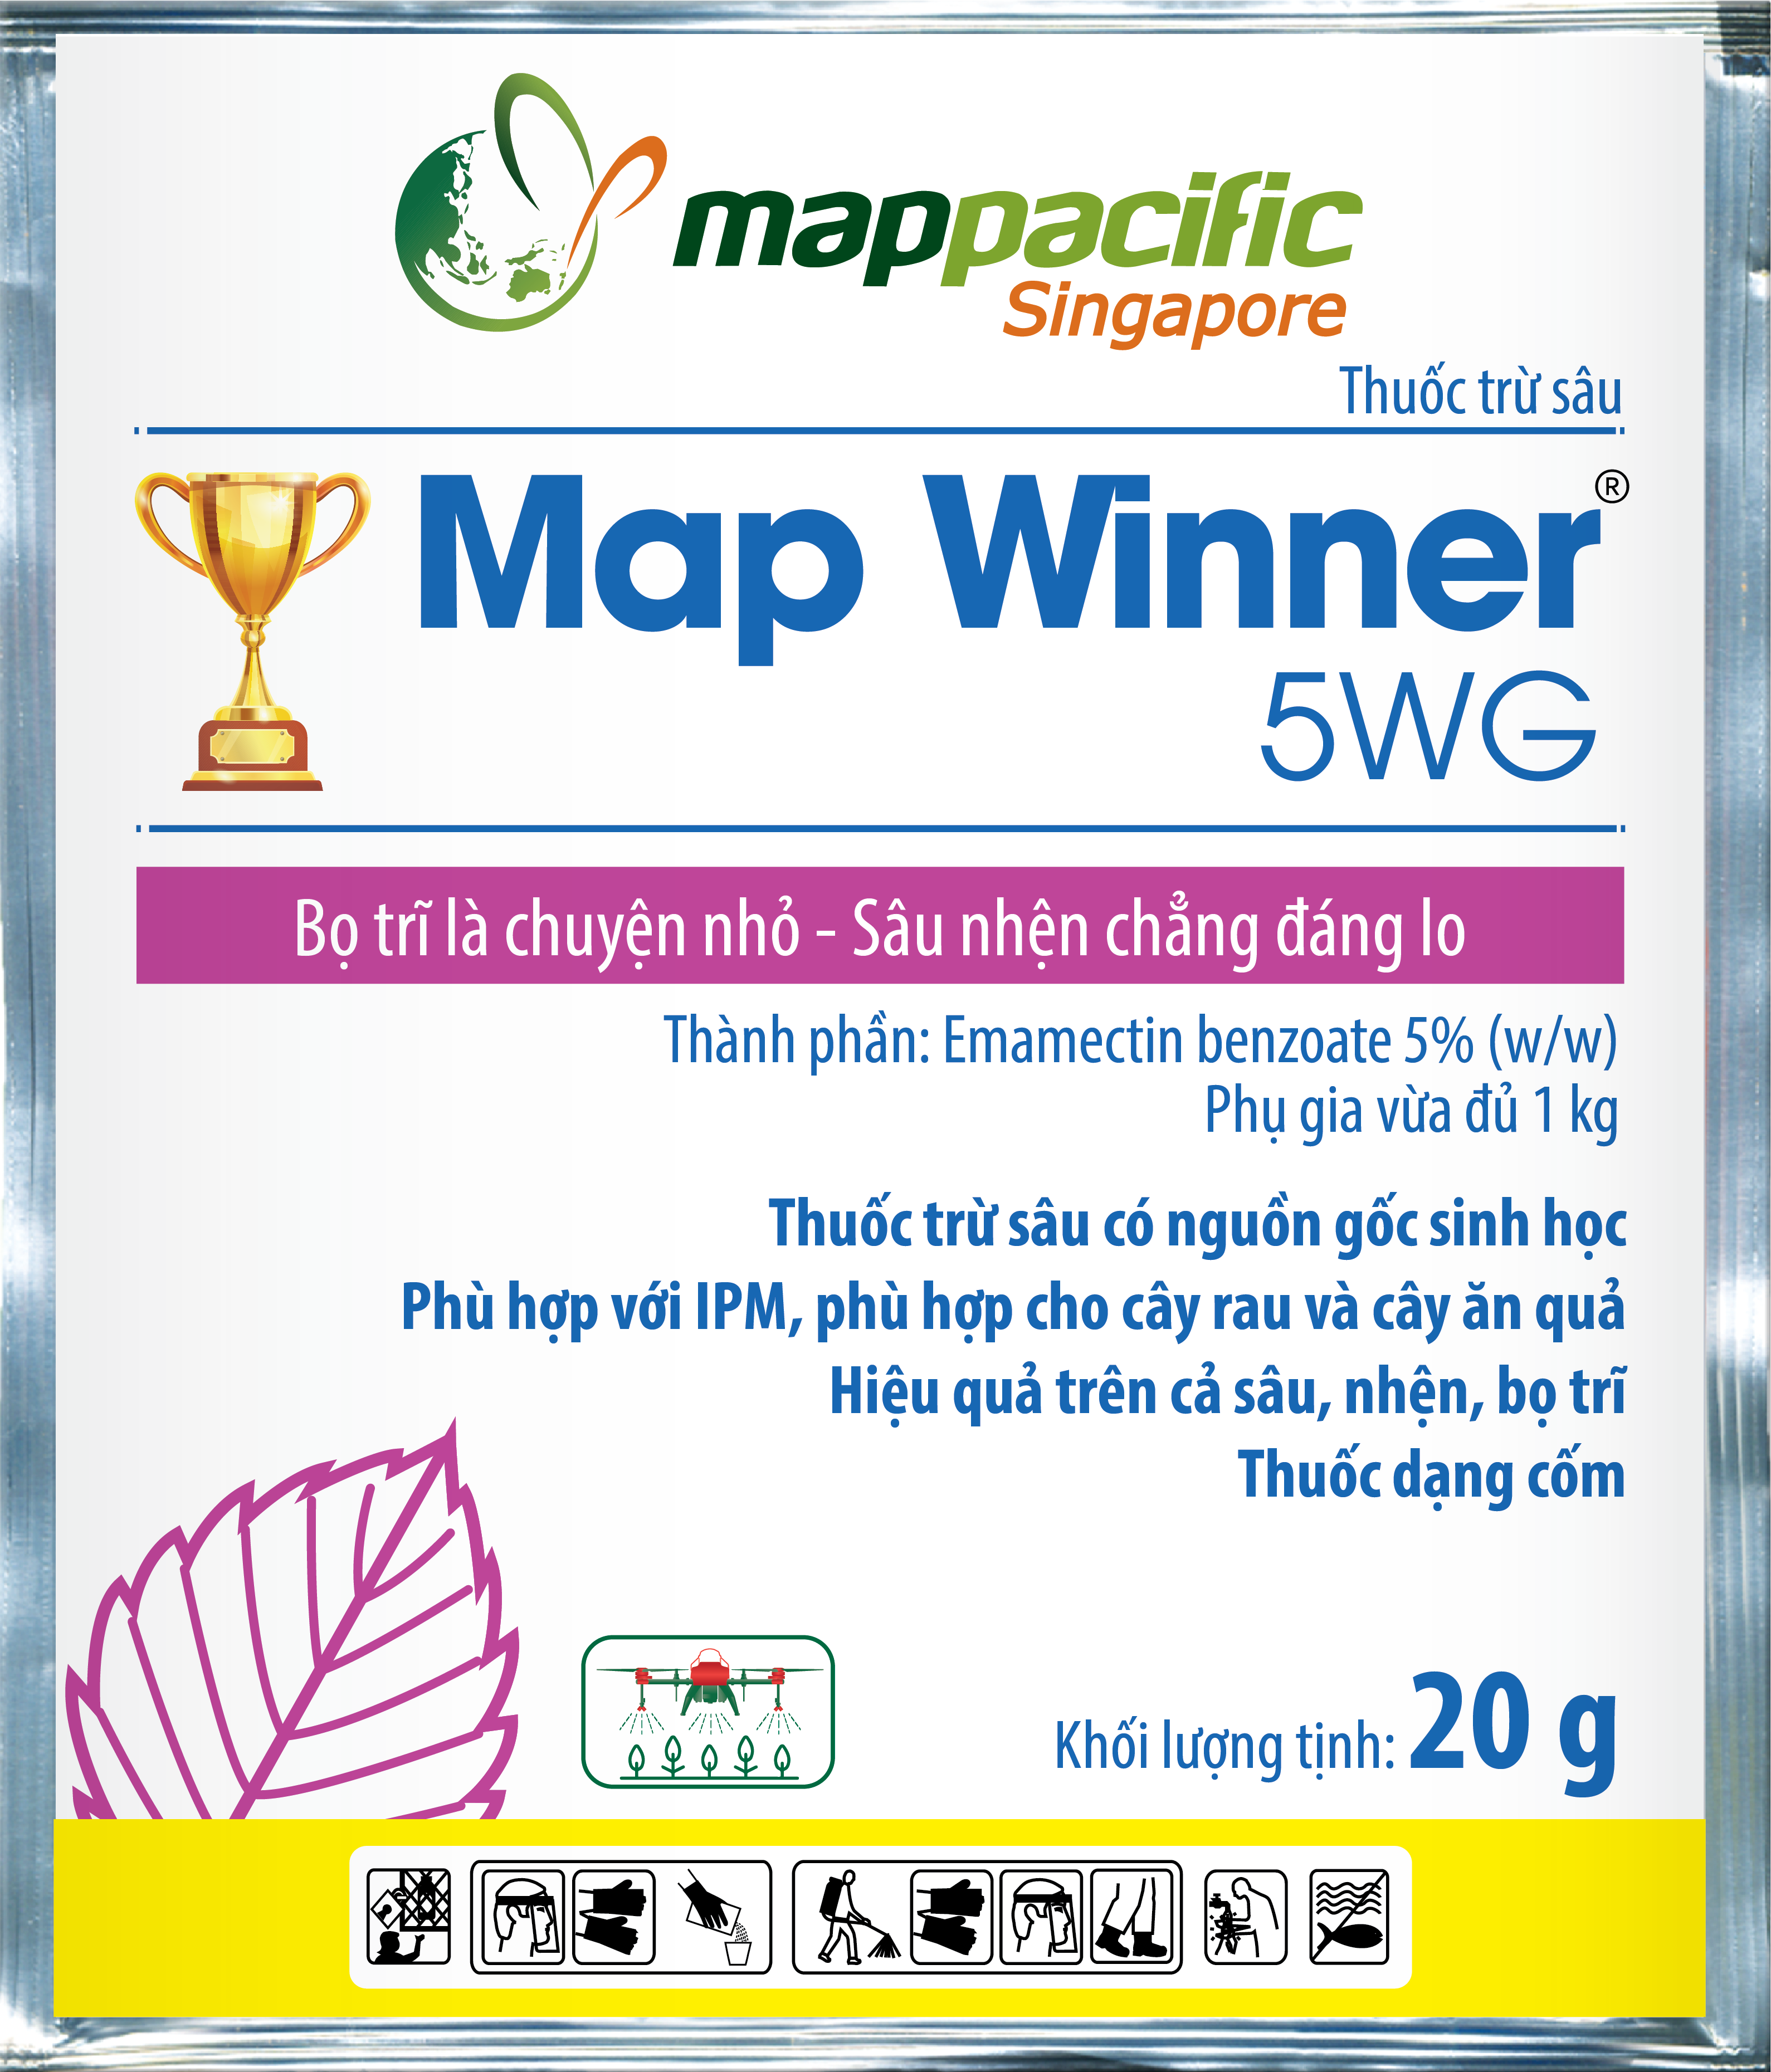 mappacific
Singapore
Thuốc trừ sâu
Map Winner®
5WG
Bọ trĩ là chuyện nhỏ - Sâu nhện chẳng đáng lo
Thành phần: Emamectin benzoate 5% (w/w)
Phụ gia vừa đủ 1 kg
Thuốc trừ sâu có nguồn gốc sinh học
Phù hợp với IPM, phù hợp cho cây rau và cây ăn quả
Hiệu quả trên cả sâu, nhện, bọ trĩ
Thuốc dạng cốm
Khối lượng tịnh: 20 g